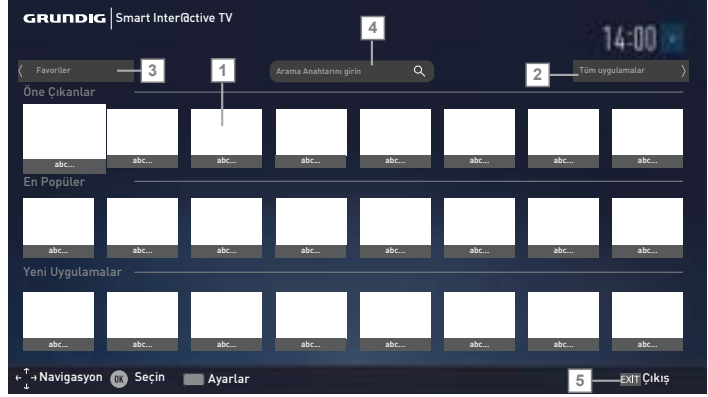 GRUNDIG Smart Inter@ctive TV
4
14:00
Favoriler 3 1 Arama Anahtarını girin 2 Tüm uygulamalar
Öne Çıkanlar
abc... abc... abc... abc... abc... abc... abc... abc...
En Popüler
abc... abc... abc... abc... abc... abc... abc... abc...
Yeni Uygulamalar
abc... abc... abc... abc... abc... abc... abc... abc...
Navigasyon OK Seçin Ayarlar 5 EXIT Çıkış